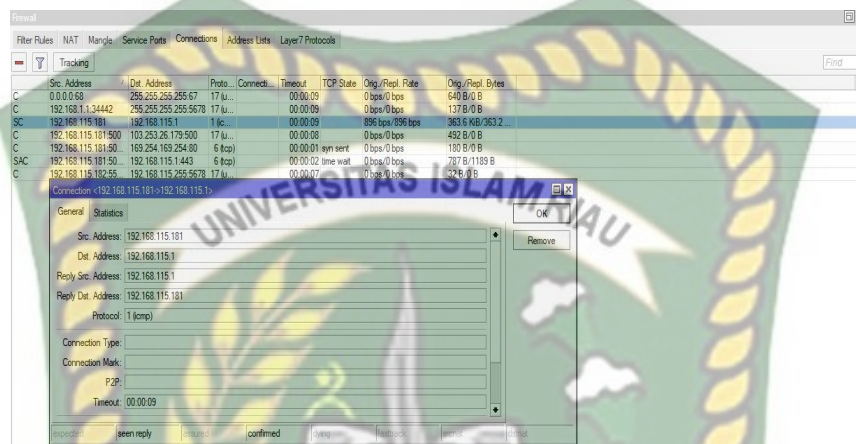 Firewall
Filter Rules NAT Mangle Service Ports Connections Address Lists Layer7 Protocols
Tracking Find
Src. Address Dst. Address Proto... Connecti... Timeout TCP State Orig./Repl. Rate Orig./Repl. Bytes
C 0.0.0.0:68 255.255.255.255:67 17 (u... 00:00:09 0 bps/0 bps 640 B/0 B
C 192.168.1.1:34442 255.255.255.255:5678 17 (u... 00:00:09 0 bps/0 bps 137 B/0 B
SC 192.168.115.181 192.168.115.1 1 (ic... 00:00:09 896 bps/896 bps 363.6 KiB/363.2 ...
C 192.168.115.181:500 103.253.26.179:500 17 (u... 00:00:08 0 bps/0 bps 492 B/0 B
C 192.168.115.181:50... 169.254.169.254:80 6 (tcp) 00:00:01 syn sent 0 bps/0 bps 180 B/0 B
SAC 192.168.115.181:50... 192.168.115.1:443 6 (tcp) 00:00:02 time wait 0 bps/0 bps 787 B/1189 B
C 192.168.115.182:55... 192.168.115.255:5678 17 (u... 00:00:07 0 bps/0 bps 32 B/0 B
UNIVERSITAS ISLAM RIAU
Connection <192.168.115.181->192.168.115.1>
General Statistics OK
Remove
Src. Address: 192.168.115.181
Dst. Address: 192.168.115.1
Reply Src. Address: 192.168.115.1
Reply Dst. Address: 192.168.115.181
Protocol: 1 (icmp)
Connection Type:
Connection Mark:
P2P:
Timeout: 00:00:09
expected seen reply assured confirmed dying fasttrack srcnat dstnat